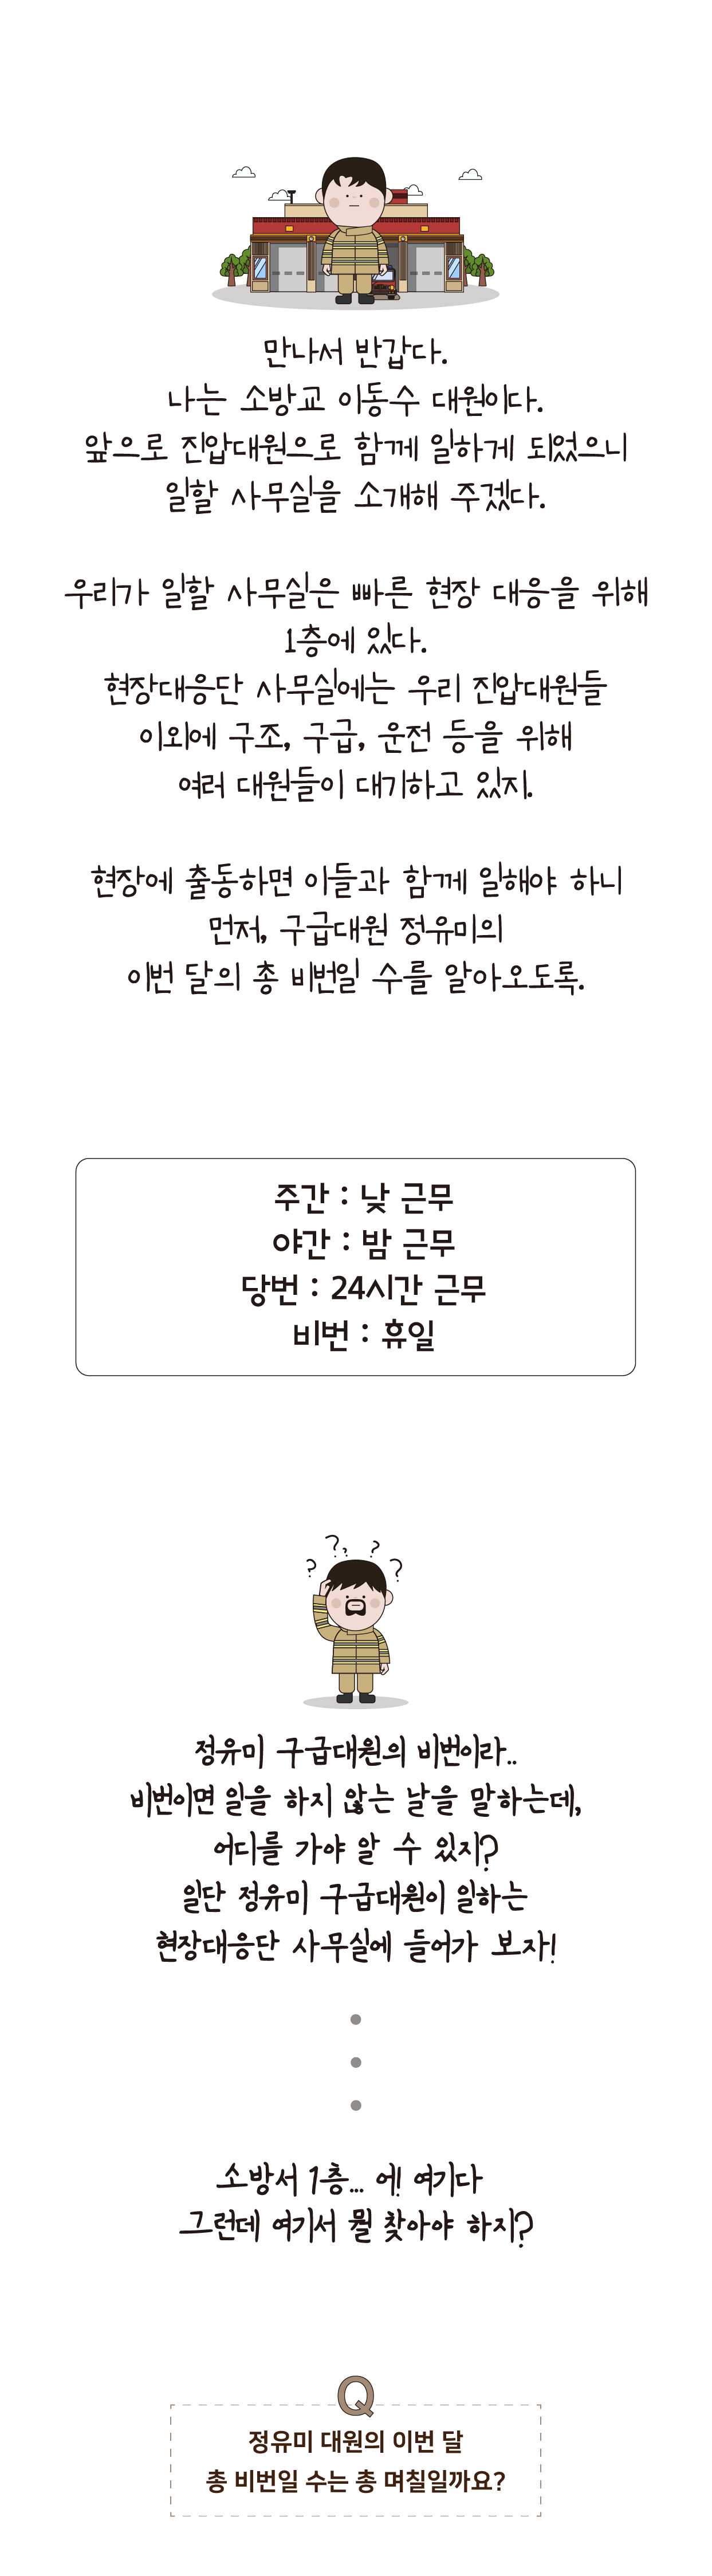 만나서 반갑다.
나는 소방교 이동수 대원이다.
앞으로 진압대원으로 함께 일하게 되었으니
일할 사무실을 소개해 주겠다.
우리가 일할 사무실은 빠른 현장 대응을 위해
1층에 있다.
현장대응단 사무실에는 우리 진압대원들
이외에 구조, 구급, 운전 등을 위해
여러 대원들이 대기하고 있지.
현장에 출동하면 이들과 함께 일해야 하니
먼저, 구급대원 정유미의
이번 달의 총 비번일 수를 알아오도록.
주간 : 낮 근무
야간 : 밤 근무
당번 : 24시간 근무
비번 : 휴일
? ? ? ? ?
정유미 구급대원의 비번이라..
비번이면 일을 하지 않는 날을 말하는데,
어디를 가야 알 수 있지?
일단 정유미 구급대원이 일하는
현장대응단 사무실에 들어가 보자!
소방서 1층... 에! 여기다
그런데 여기서 뭘 찾아야 하지?
Q
정유미 대원의 이번 달
총 비번일 수는 총 며칠일까요?